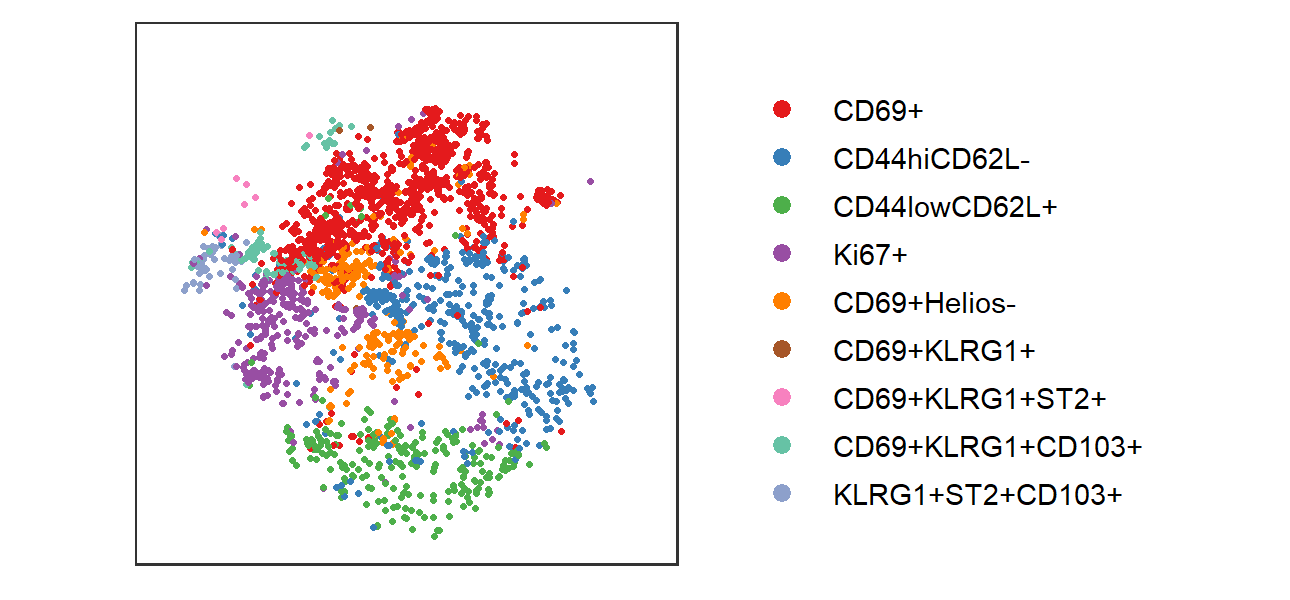 CD69+
CD44hiCD62L-
CD44lowCD62L+
Ki67+
CD69+Helios-
CD69+KLRG1+
CD69+KLRG1+ST2+
CD69+KLRG1+CD103+
KLRG1+ST2+CD103+